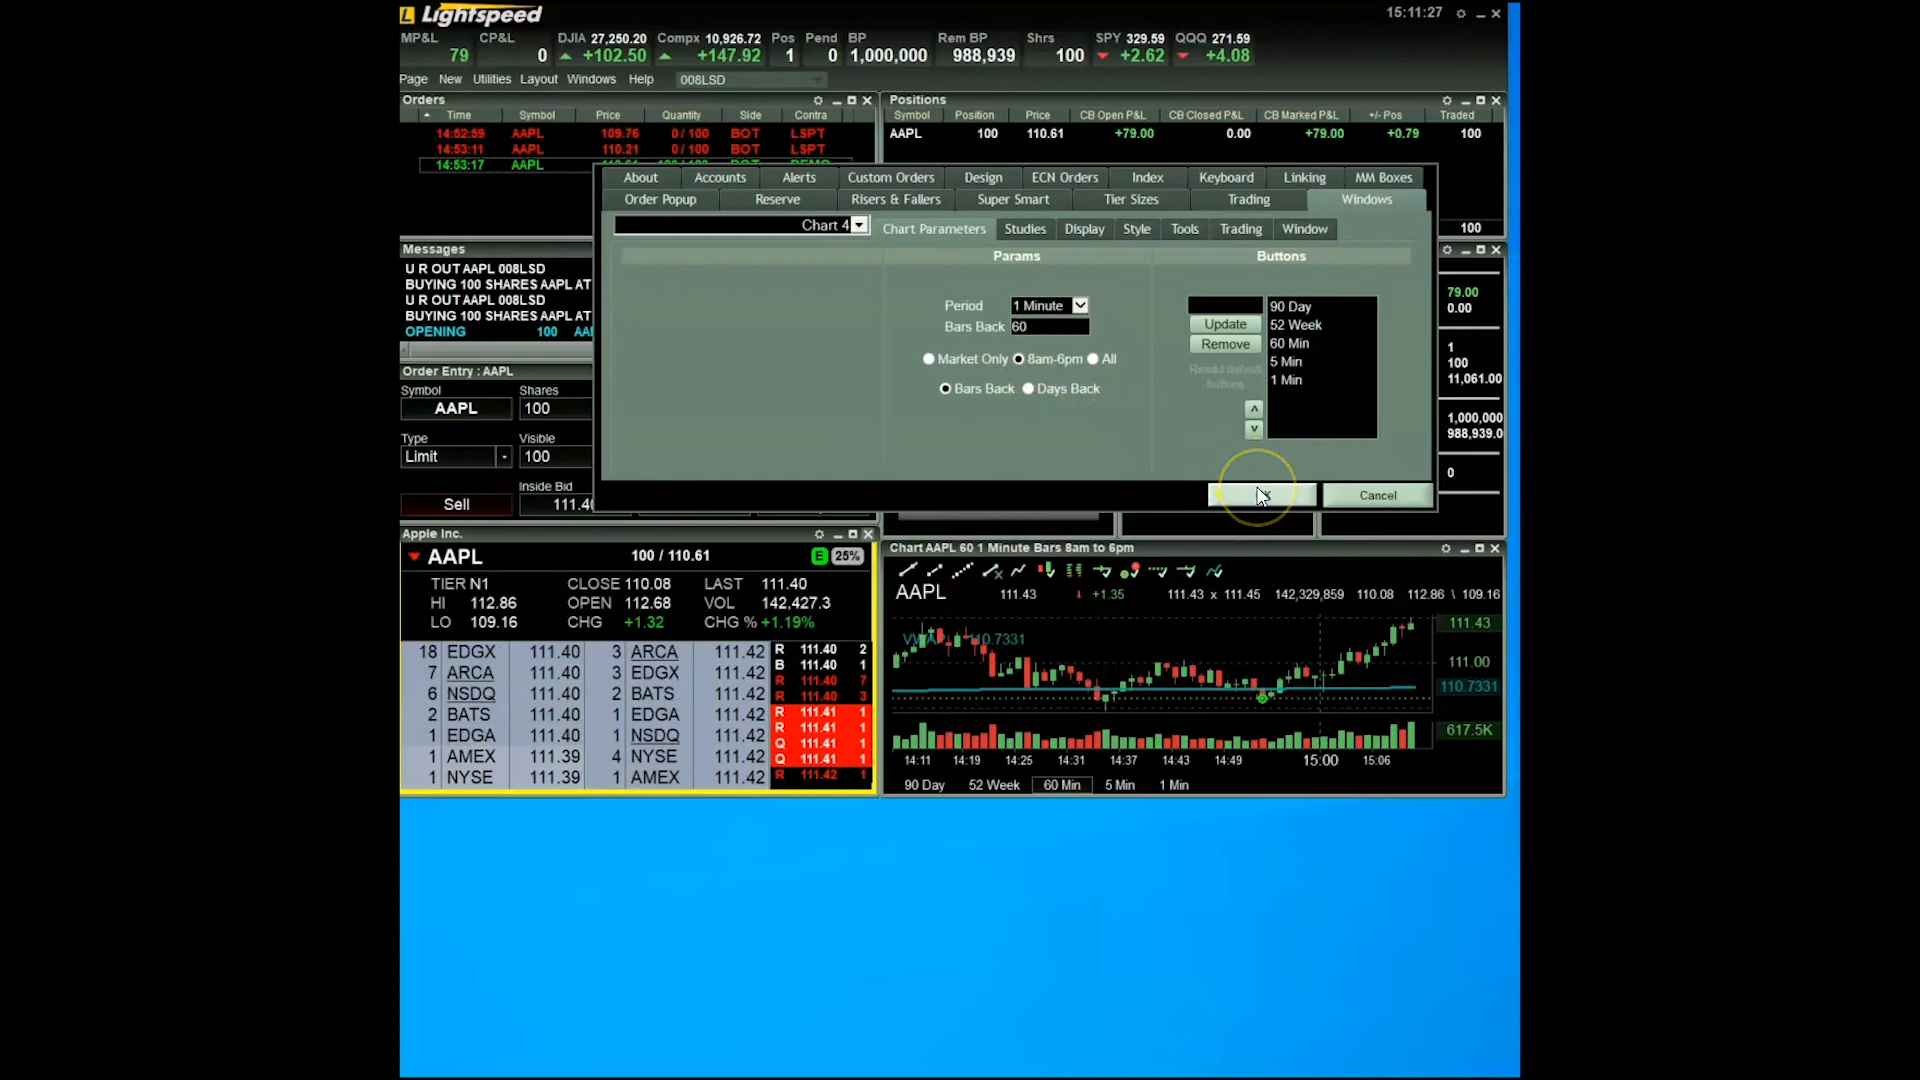 Lightspeed
15:11:27
MP&L CP&L DJIA 27,250.20 Compx 10,926.72 Pos Pend BP Rem BP Shrs SPY 329.59 QQQ 271.59
79 0 +102.50 +147.92 1 0 1,000,000 988,939 100 +2.62 +4.08
Page New Utilities Layout Windows Help 008LSD
Orders
Time Symbol Price Quantity Side Contra
14:52:59 AAPL 109.76 0 / 100 BOT LSPT
14:53:11 AAPL 110.21 0 / 100 BOT LSPT
14:53:17 AAPL
Positions
Symbol Position Price CB Open P&L CB Closed P&L CB Marked P&L +/- Pos Traded
AAPL 100 110.61 +79.00 0.00 +79.00 +0.79 100
100
About Accounts Alerts Custom Orders Design ECN Orders Index Keyboard Linking MM Boxes
Order Popup Reserve Risers & Fallers Super Smart Tier Sizes Trading Windows
Chart 4 Chart Parameters Studies Display Style Tools Trading Window
Params Buttons
Period 1 Minute
Bars Back 60
Market Only 8am-6pm All
Bars Back Days Back
Update
Remove
90 Day
52 Week
60 Min
5 Min
1 Min
Cancel
Messages
U R OUT AAPL 008LSD
BUYING 100 SHARES AAPL AT
U R OUT AAPL 008LSD
BUYING 100 SHARES AAPL AT
OPENING 100
79.00
0.00
1
100
11,061.00
1,000,000
988,939.0
0
Order Entry : AAPL
Symbol Shares
AAPL 100
Type Visible
Limit 100
Inside Bid
Sell 111.40
Apple Inc.
AAPL 100 / 110.61 E 25%
TIER N1 CLOSE 110.08 LAST 111.40
HI 112.86 OPEN 112.68 VOL 142,427.3
LO 109.16 CHG +1.32 CHG % +1.19%
18 EDGX 111.40 3 ARCA 111.42
7 ARCA 111.40 3 EDGX 111.42
6 NSDQ 111.40 2 BATS 111.42
2 BATS 111.40 1 EDGA 111.42
1 EDGA 111.40 1 NSDQ 111.42
1 AMEX 111.39 4 NYSE 111.42
1 NYSE 111.39 1 AMEX 111.42
R 111.40 2
B 111.40 1
R 111.40 7
R 111.40 3
R 111.41 1
R 111.41 1
Q 111.41 1
Q 111.41 1
R 111.42 1
Chart AAPL 60 1 Minute Bars 8am to 6pm
AAPL 111.43 +1.35 111.43 x 111.45 142,329,859 110.08 112.86 \ 109.16
VWAP 110.7331
111.43
111.00
110.7331
617.5K
14:11 14:19 14:25 14:31 14:37 14:43 14:49 15:00 15:06
90 Day 52 Week 60 Min 5 Min 1 Min